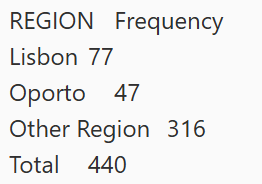 REGION Frequency
Lisbon 77
Oporto 47
Other Region 316
Total 440